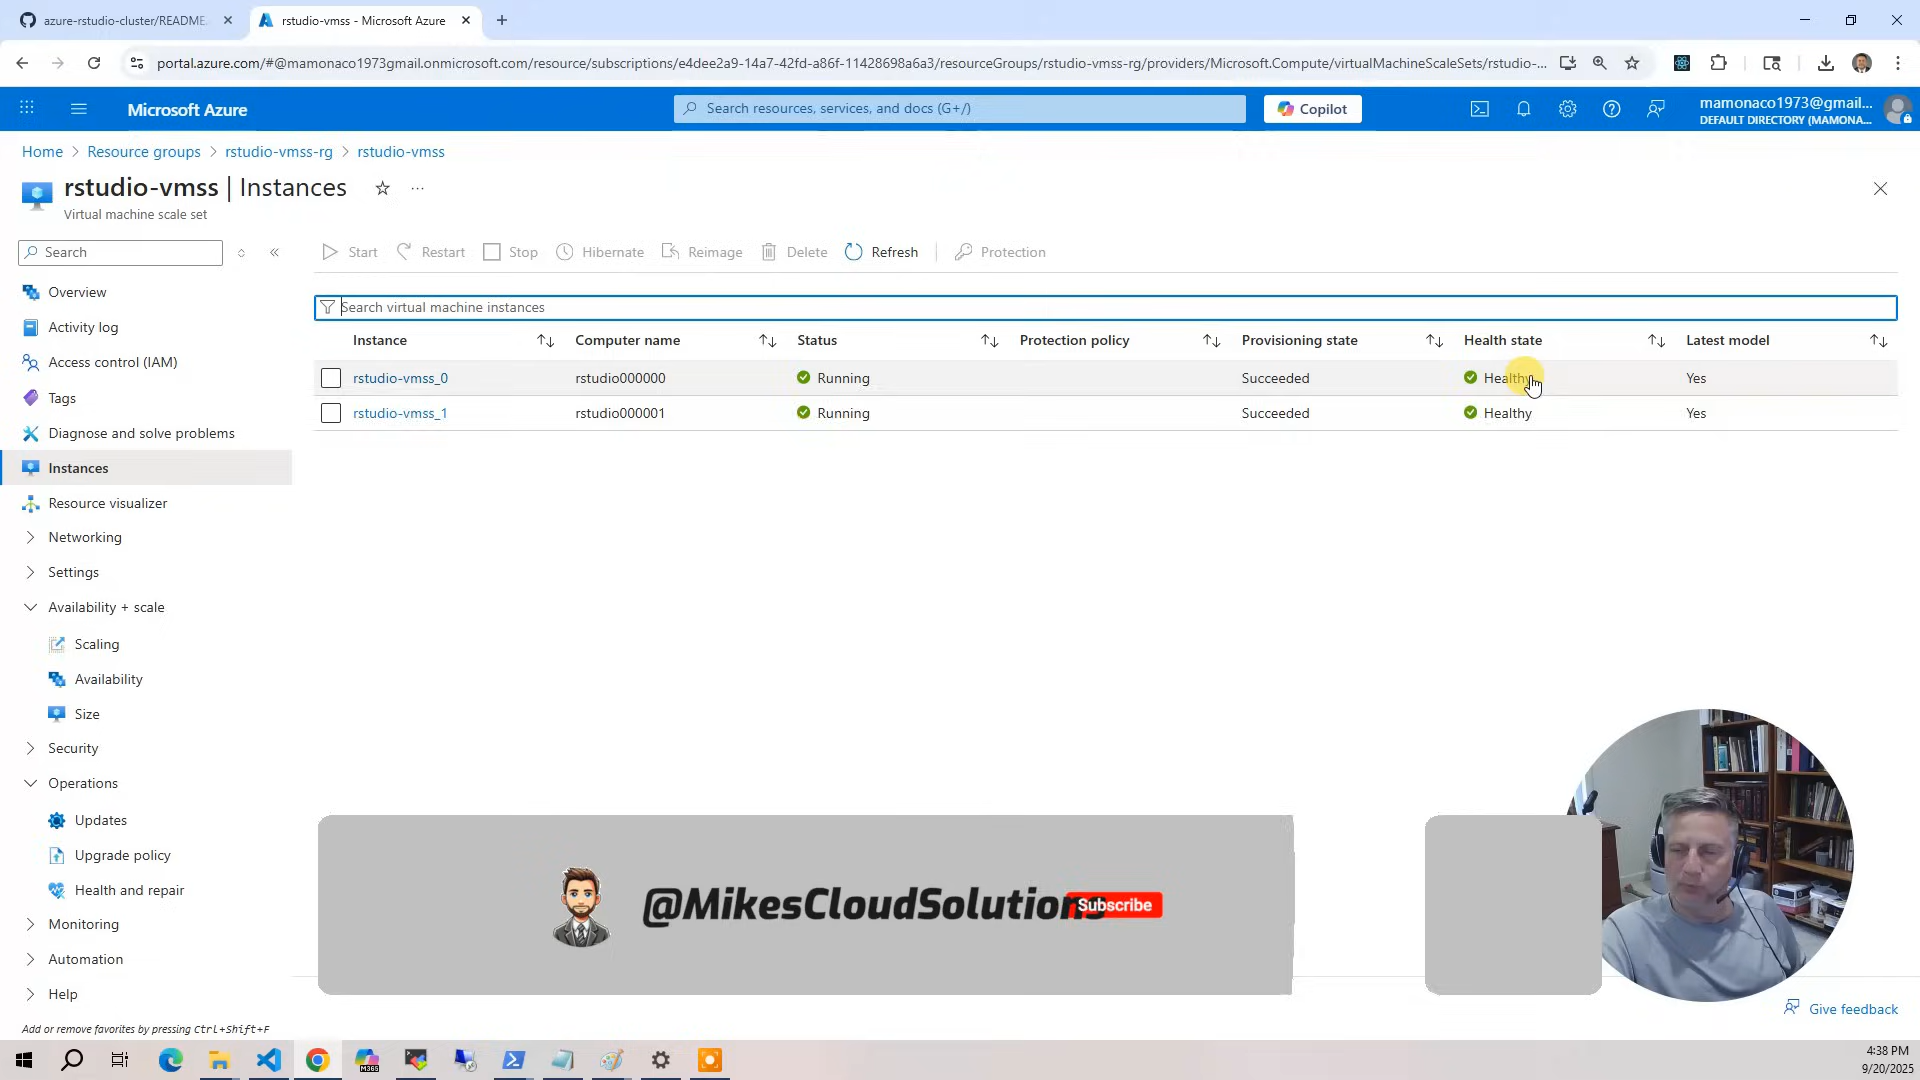 azure-rstudio-cluster/README.
rstudio-vmss - Microsoft Azure
portal.azure.com/#@mamonaco1973gmail.onmicrosoft.com/resource/subscriptions/e4dee2a9-14a7-42fd-a86f-11428698a6a3/resourceGroups/rstudio-vmss-rg/providers/Microsoft.Compute/virtualMachineScaleSets/rstudio-...
Microsoft Azure
Search resources, services, and docs (G+/)
Copilot
mamonaco1973@gmail....
DEFAULT DIRECTORY (MAMONA...
Home > Resource groups > rstudio-vmss-rg > rstudio-vmss
rstudio-vmss | Instances
Virtual machine scale set
Search
Start Restart Stop Hibernate Reimage Delete Refresh Protection
Search virtual machine instances
Instance Computer name Status Protection policy Provisioning state Health state Latest model
rstudio-vmss_0 rstudio000000 Running Succeeded Healthy Yes
rstudio-vmss_1 rstudio000001 Running Succeeded Healthy Yes
Overview
Activity log
Access control (IAM)
Tags
Diagnose and solve problems
Instances
Resource visualizer
Networking
Settings
Availability + scale
Scaling
Availability
Size
Security
Operations
Updates
Upgrade policy
Health and repair
Monitoring
Automation
Help
Add or remove favorites by pressing Ctrl+Shift+F
@MikesCloudSolutions
Subscribe
Give feedback
M365
4:38 PM
9/20/2025